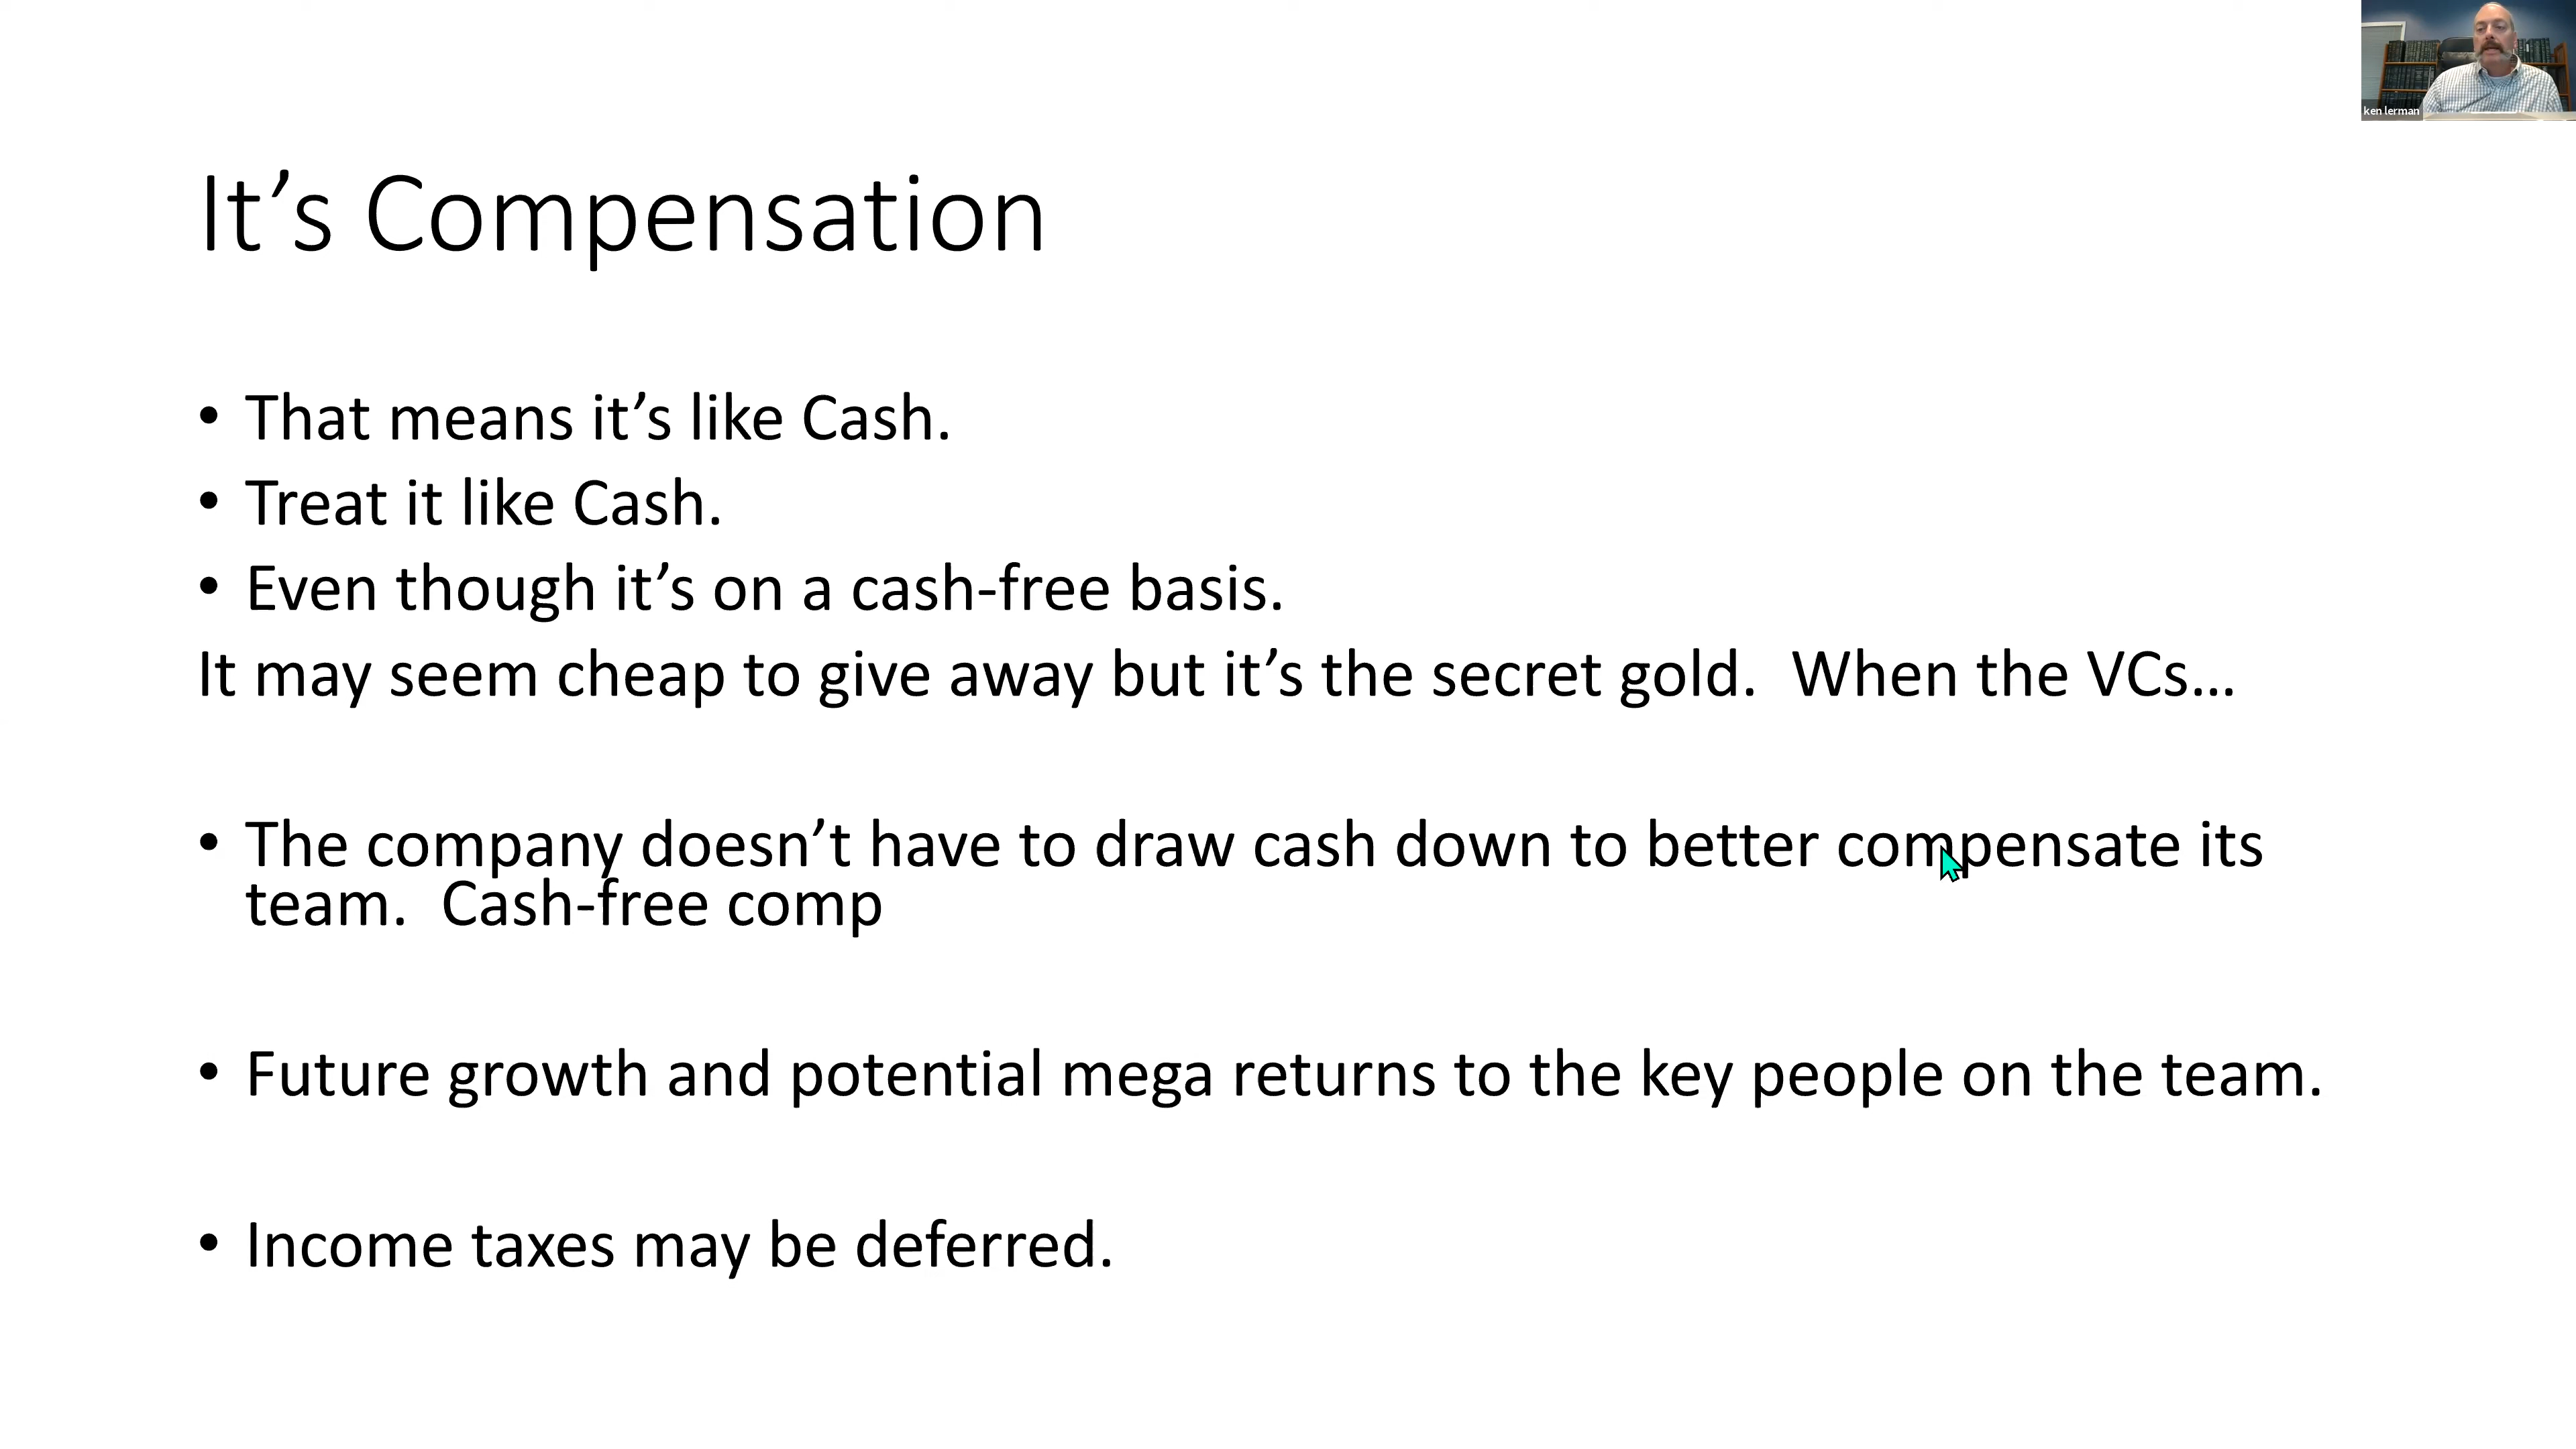 ken lerman
It’s Compensation
• That means it’s like Cash.
• Treat it like Cash.
• Even though it’s on a cash-free basis.
It may seem cheap to give away but it’s the secret gold.  When the VCs…
• The company doesn’t have to draw cash down to better compensate its
team.  Cash-free comp
• Future growth and potential mega returns to the key people on the team.
• Income taxes may be deferred.